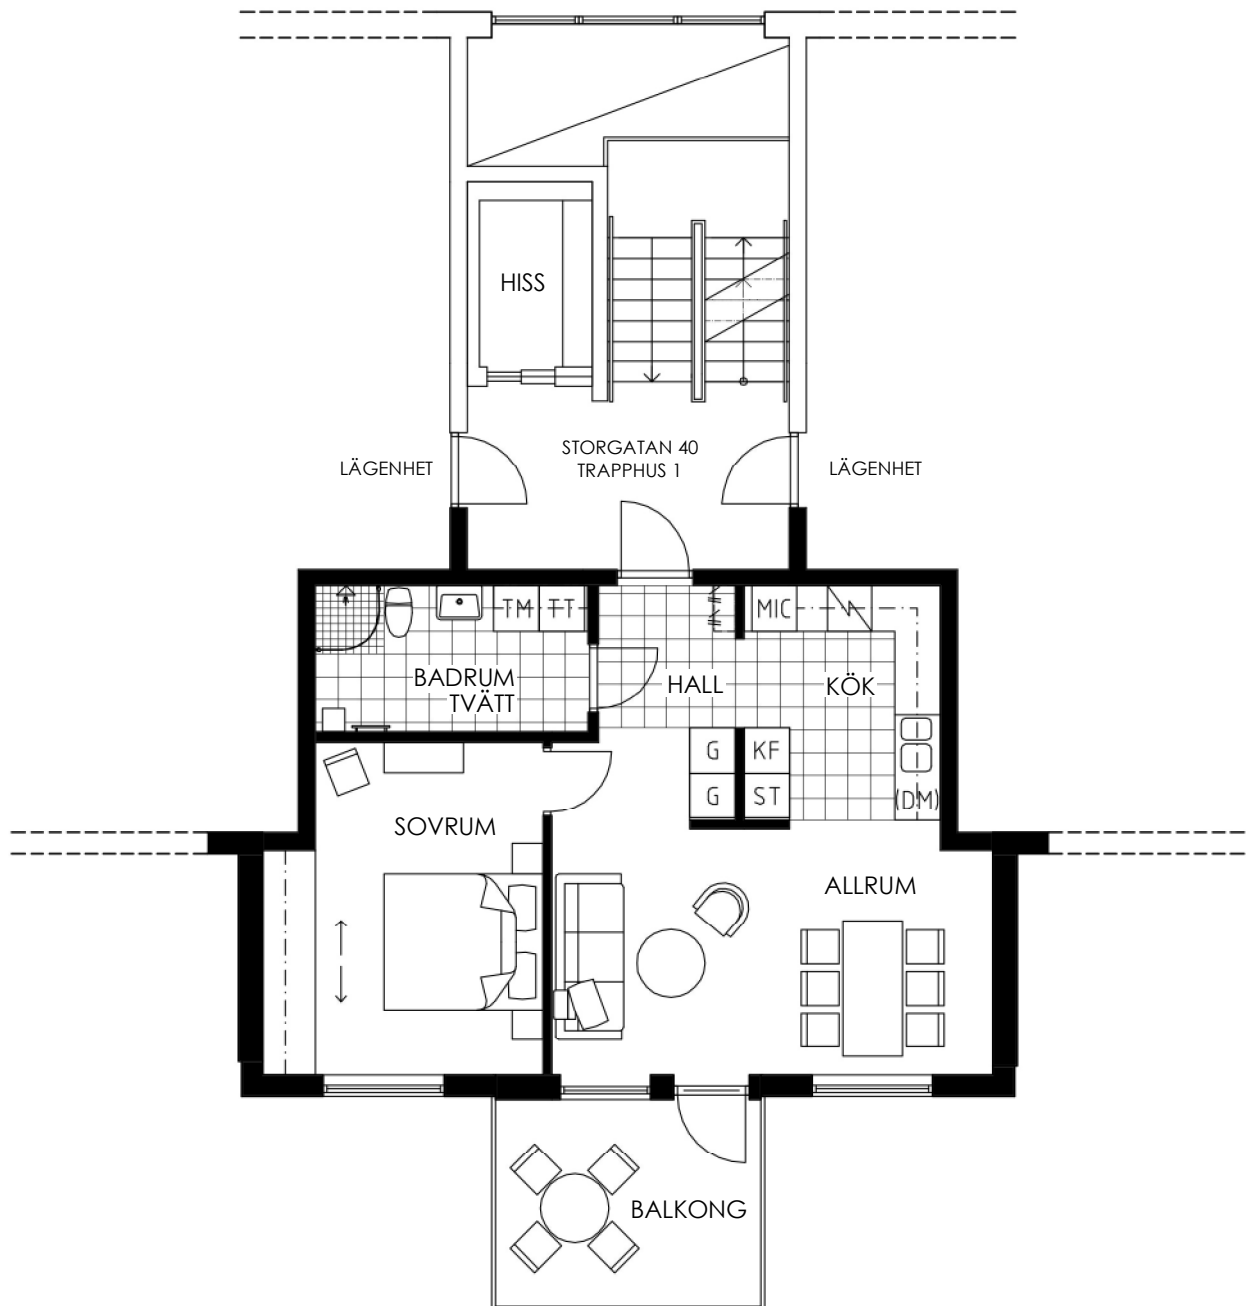 HISS
STORGATAN 40
TRAPPHUS 1
LÄGENHET
LÄGENHET
TM
TT
MIC
BADRUM
TVÄTT
HALL
KÖK
G
KF
G
ST
(DM)
SOVRUM
ALLRUM
BALKONG